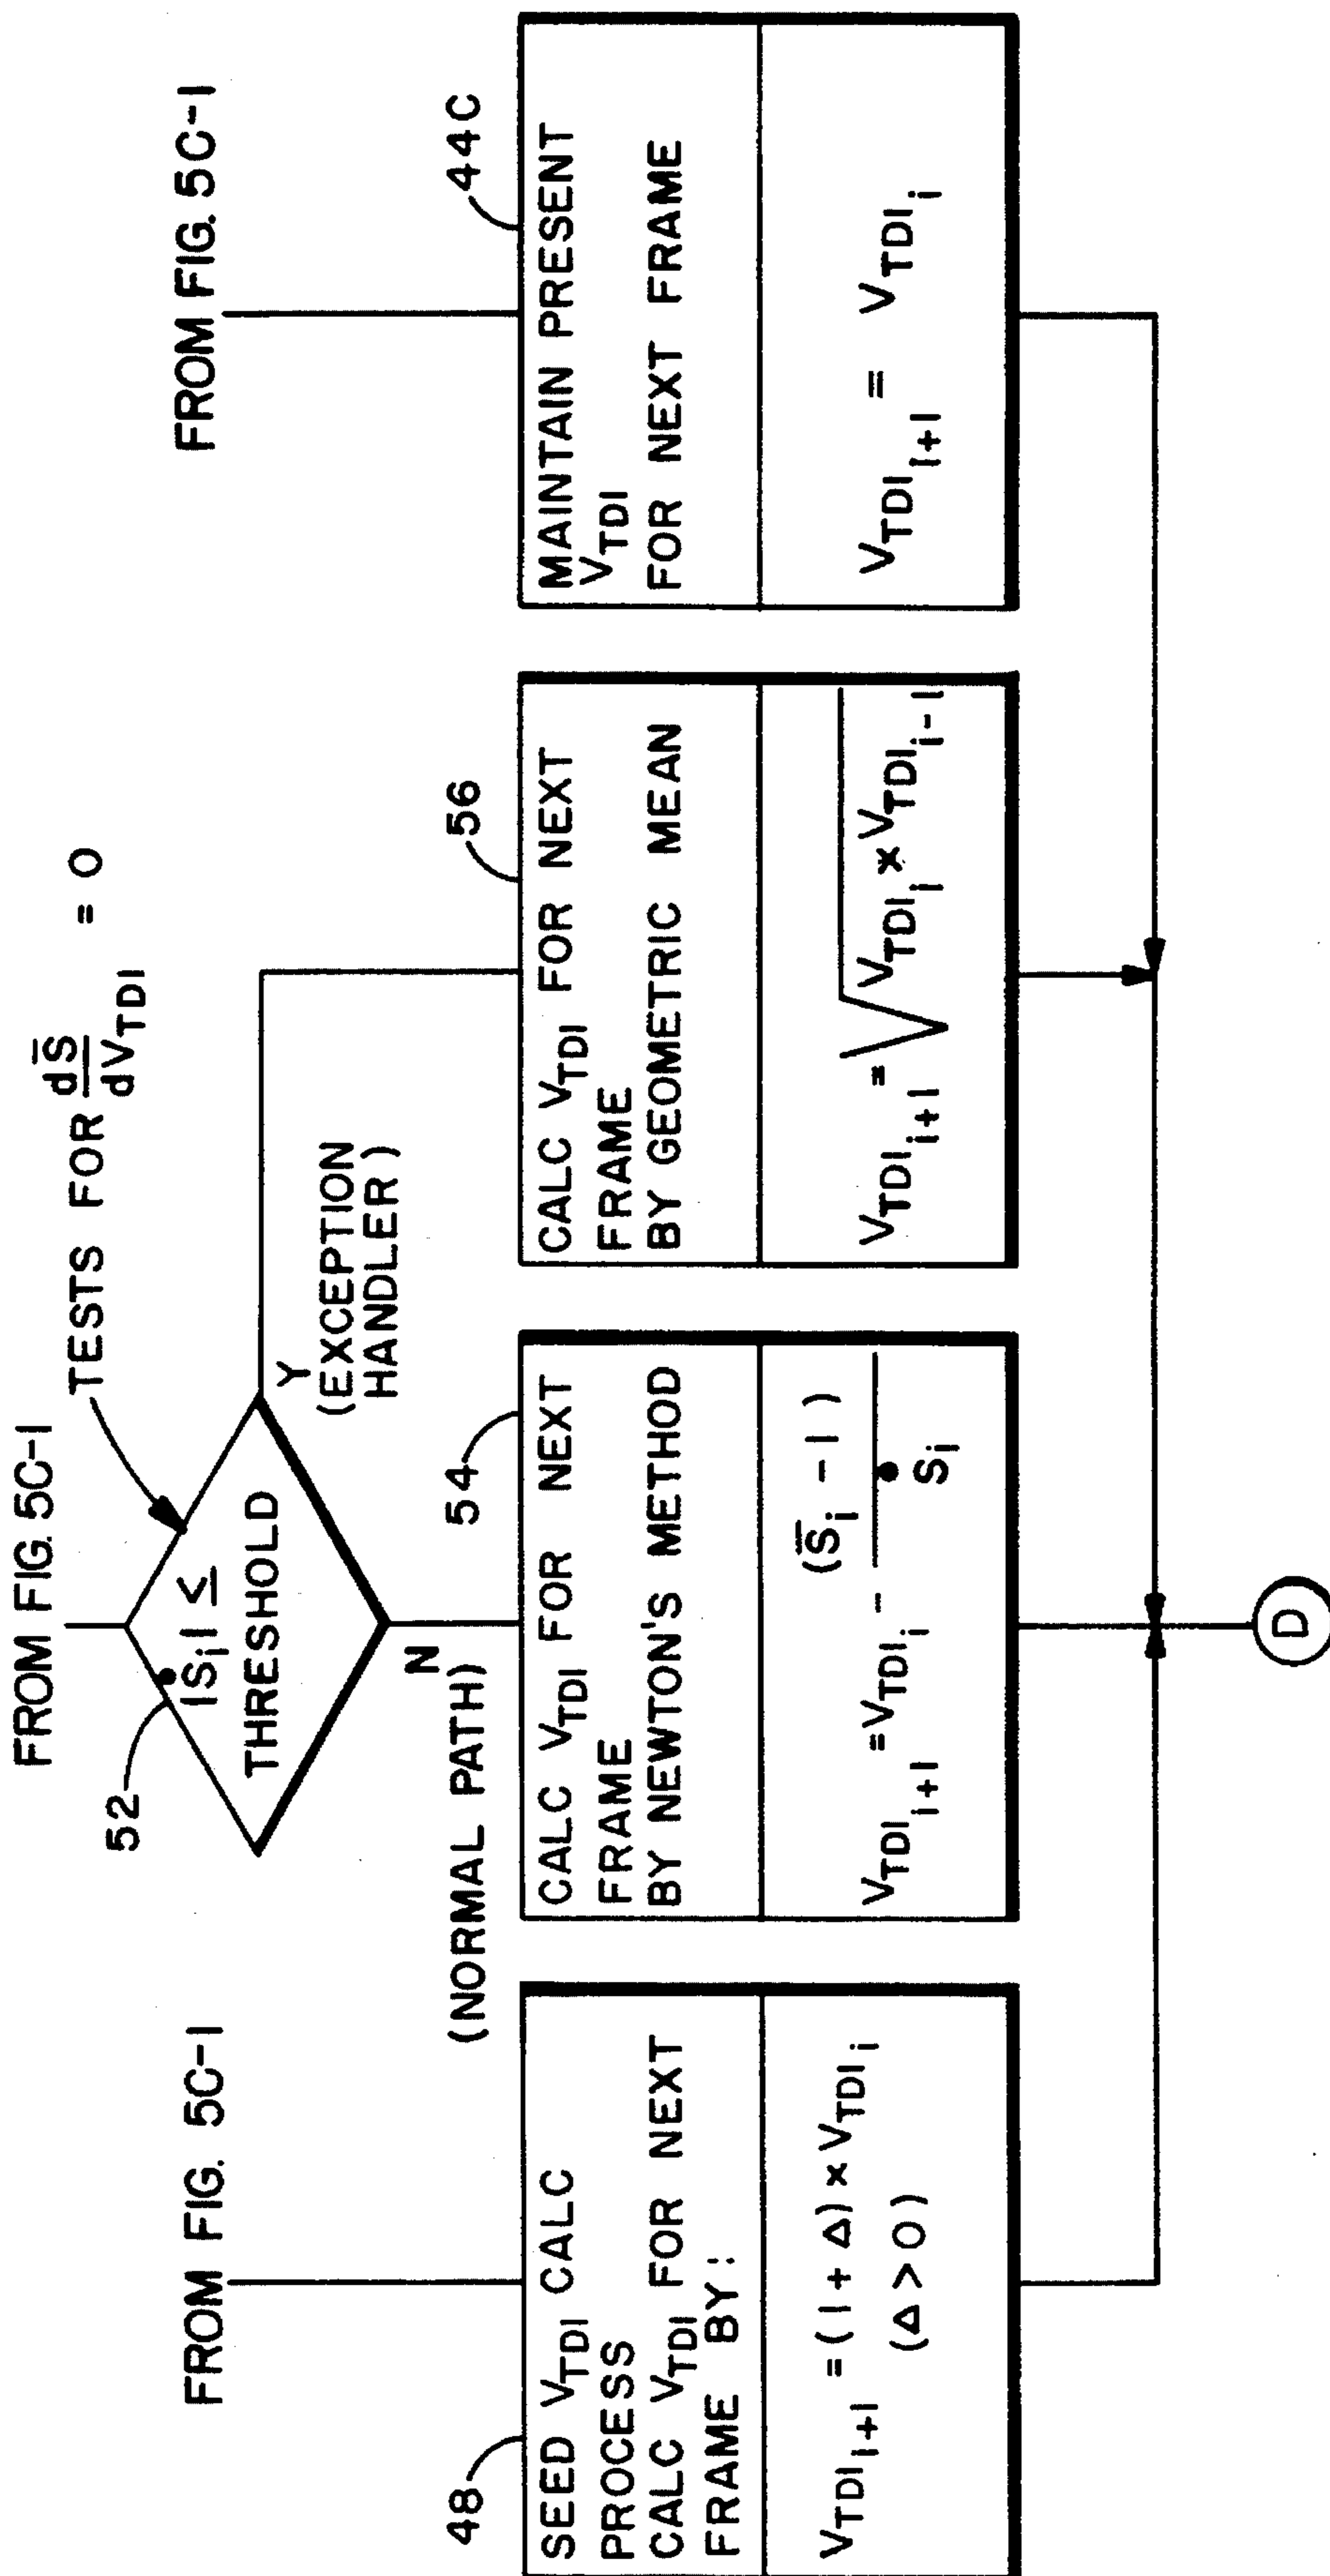 FROM FIG. 5C-1
TESTS FOR dS̄/dV_TDI = 0
52
|Ṡ_i| ≤
THRESHOLD
Y
(EXCEPTION
HANDLER)
N
(NORMAL PATH)
FROM FIG. 5C-1
48
SEED V_TDI CALC
PROCESS
CALC V_TDI FOR NEXT
FRAME BY:
V_TDI_i+1 = (1 + Δ) × V_TDI_i
(Δ > 0)
54
CALC V_TDI FOR NEXT
FRAME
BY NEWTON'S METHOD
V_TDI_i+1 = V_TDI_i - (S̄_i - 1) / Ṡ_i
56
CALC V_TDI FOR NEXT
FRAME
BY GEOMETRIC MEAN
V_TDI_i+1 = √ V_TDI_i × V_TDI_i-1
FROM FIG. 5C-1
44C
MAINTAIN PRESENT
V_TDI
FOR NEXT FRAME
V_TDI_i+1 = V_TDI_i
D